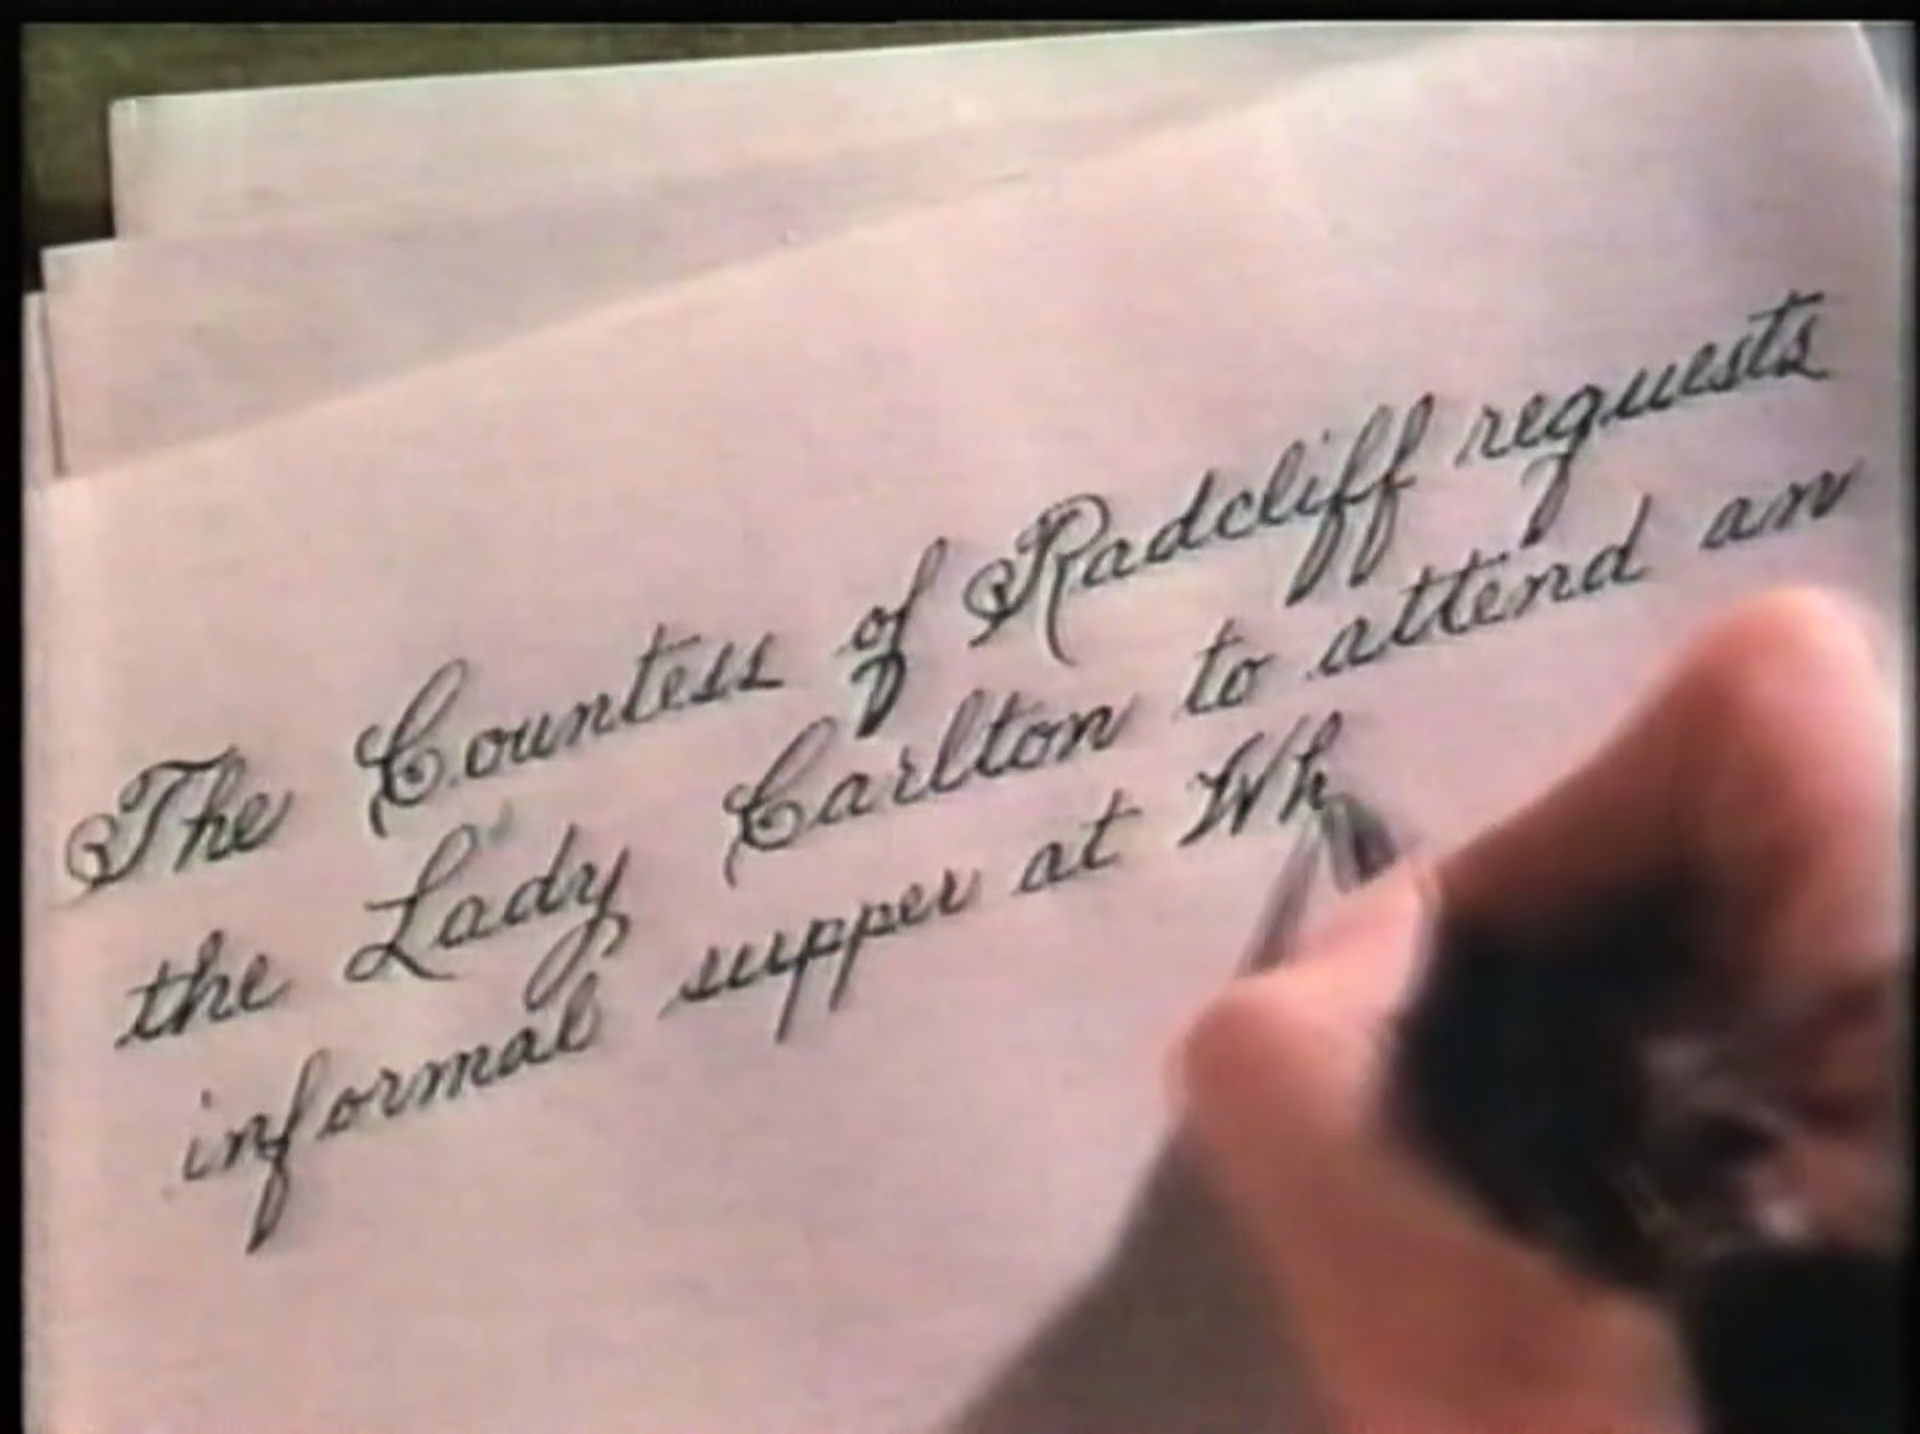 The Countess of Radcliff requests
the Lady Carlton to attend an
informal supper at Wh